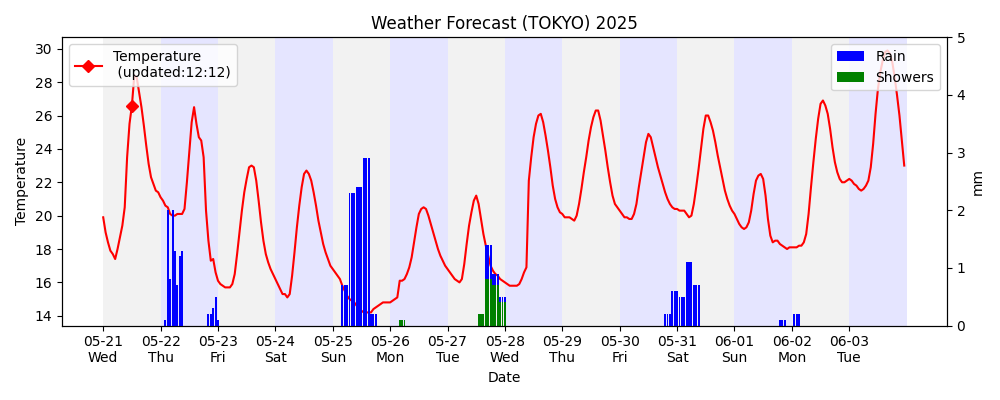 Weather Forecast (TOKYO) 2025
Temperature
(updated:12:12)
Rain
Showers
30
28
26
24
22
20
18
16
14
Temperature
5
4
3
2
1
0
mm
05-21 05-22 05-23 05-24 05-25 05-26 05-27 05-28 05-29 05-30 05-31 06-01 06-02 06-03
Wed Thu Fri Sat Sun Mon Tue Wed Thu Fri Sat Sun Mon Tue
Date